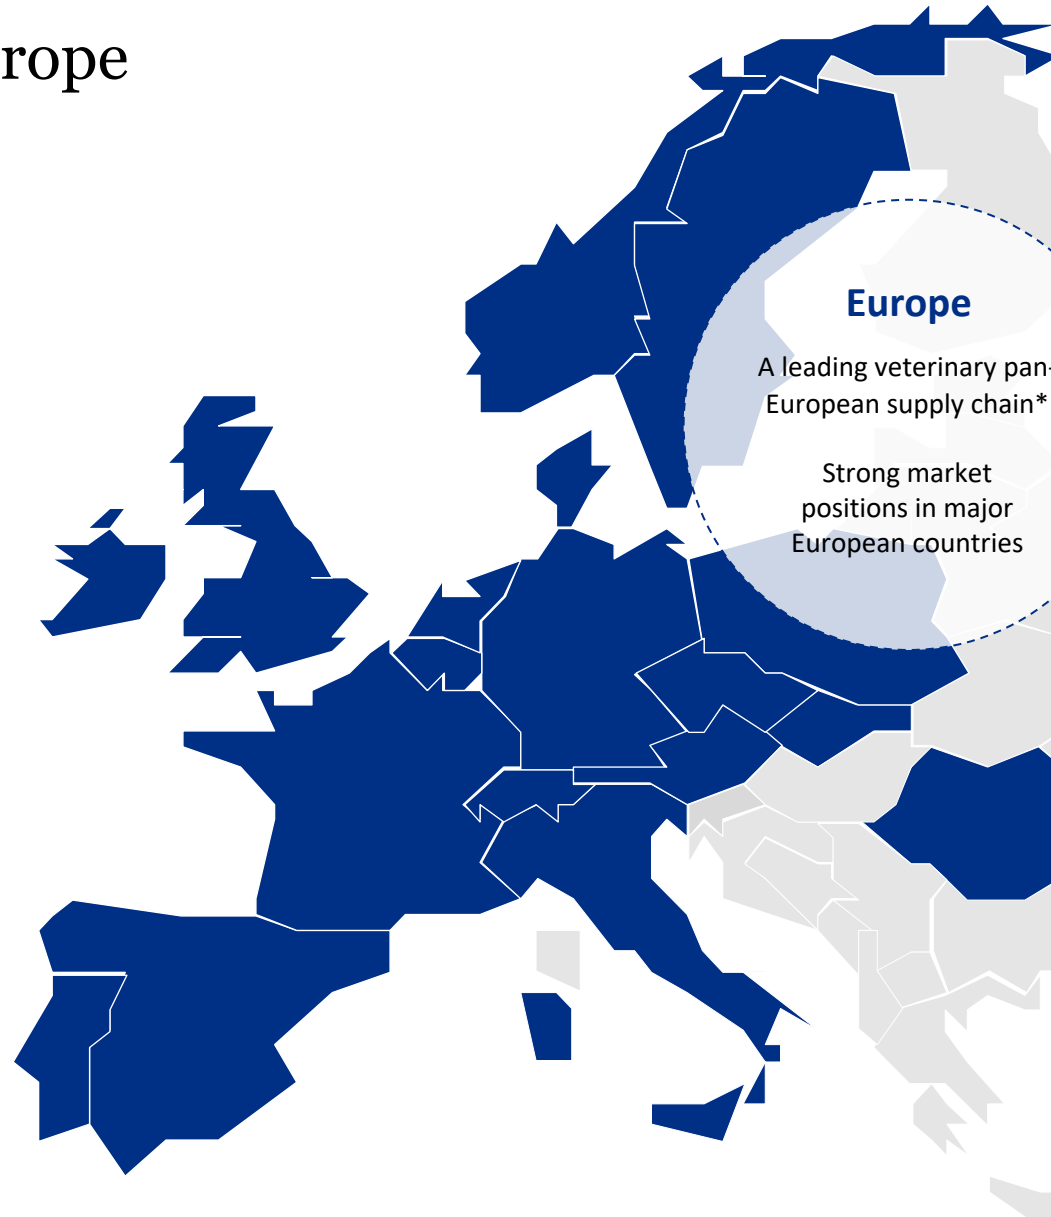 rope
Europe
A leading veterinary pan-
European supply chain*
Strong market
positions in major
European countries